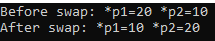 Before swap: *p1=20 *p2=10
After swap: *p1=10 *p2=20